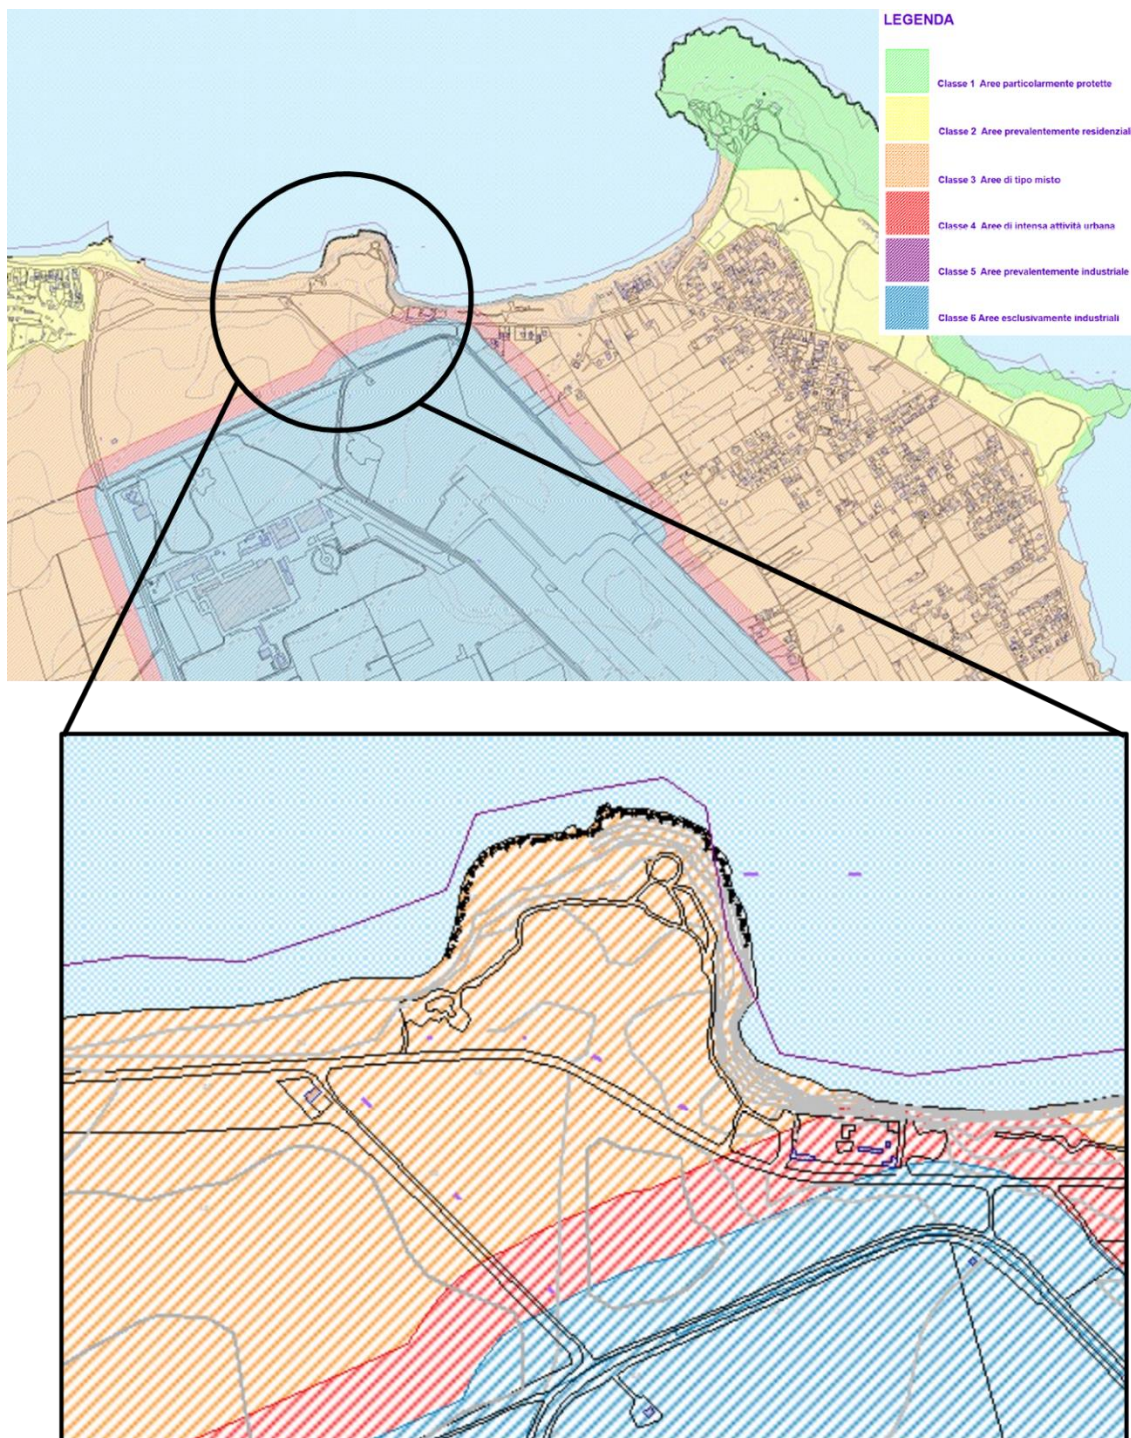 LEGENDA
Classe 1 Aree particolarmente protette
Classe 2 Aree prevalentemente residenzial
Classe 3 Aree di tipo misto
Classe 4 Aree di intensa attività urbana
Classe 5 Aree prevalentemente industriale
Classe 6 Aree esclusivamente industriali